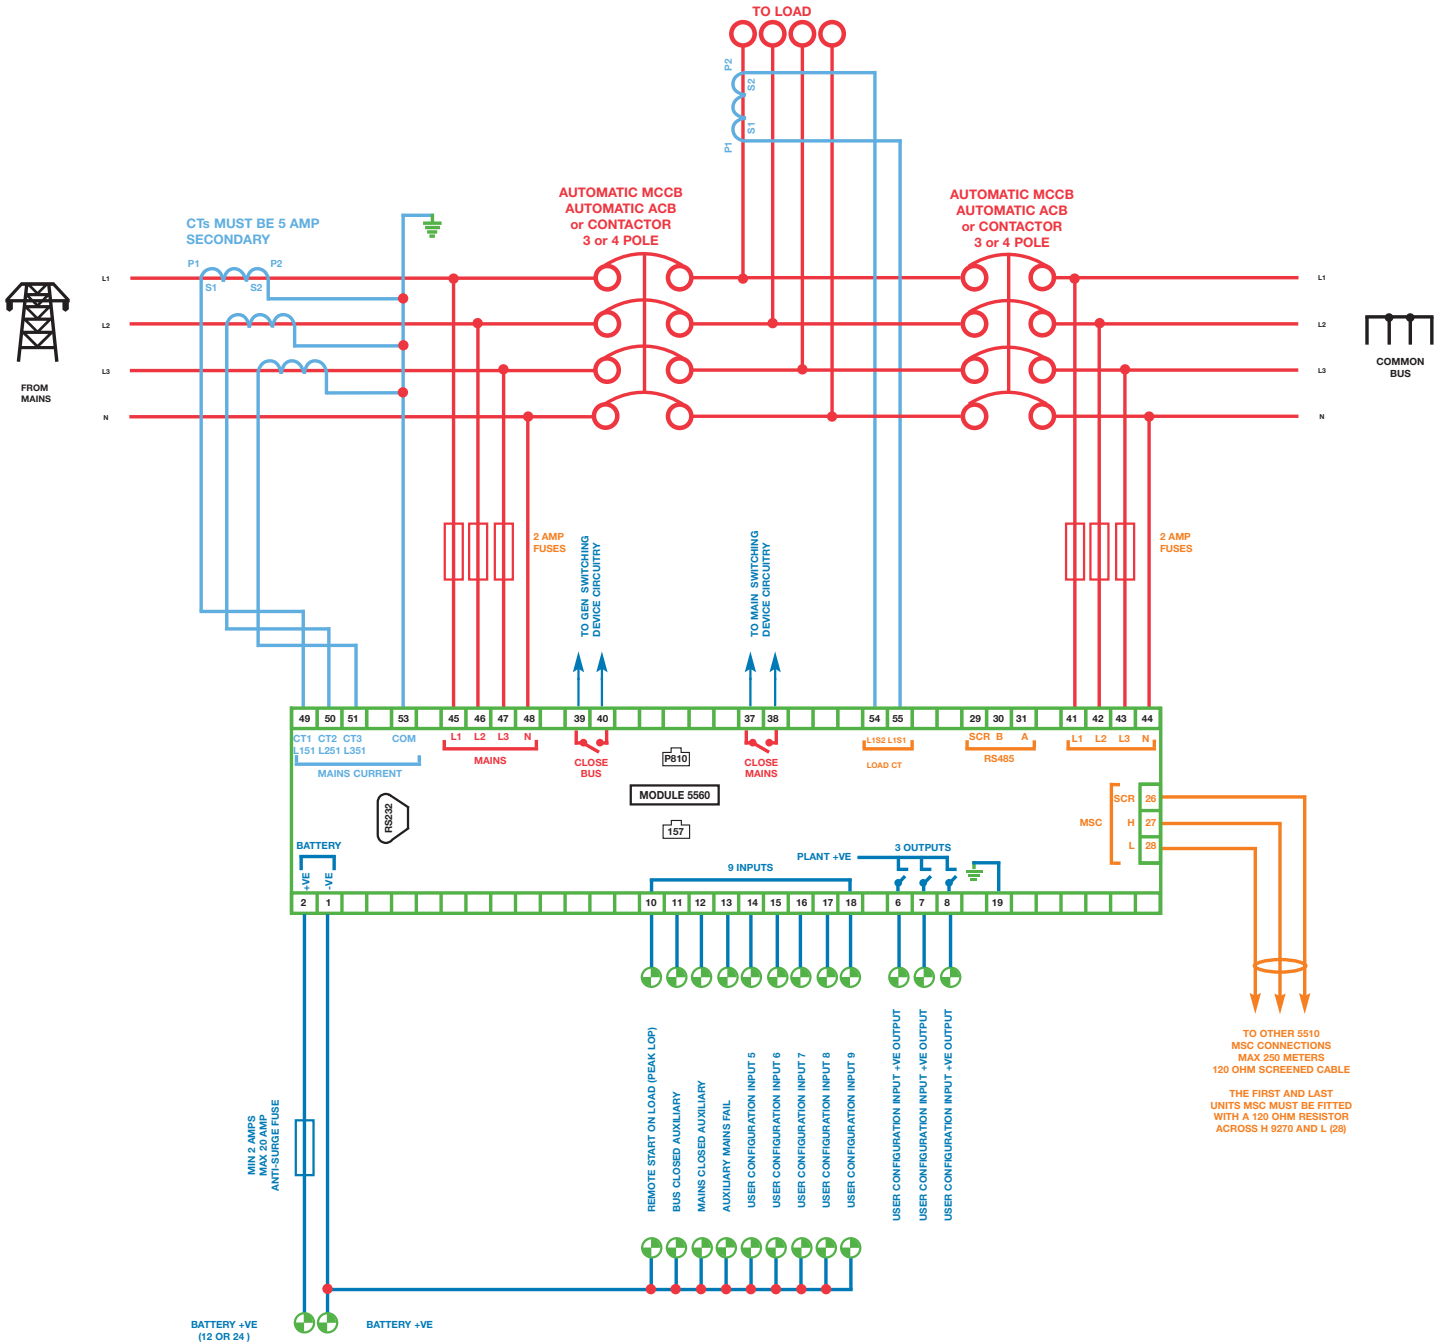 TO LOAD
P2
S2
S1
P1
AUTOMATIC MCCB
AUTOMATIC ACB
or CONTACTOR
3 or 4 POLE
AUTOMATIC MCCB
AUTOMATIC ACB
or CONTACTOR
3 or 4 POLE
CTs MUST BE 5 AMP
SECONDARY
P1
P2
S1
S2
L1
L2
L3
N
FROM
MAINS
L1
L2
L3
N
COMMON
BUS
2 AMP
FUSES
TO GEN SWITCHING
DEVICE CIRCUITRY
TO MAIN SWITCHING
DEVICE CIRCUITRY
2 AMP
FUSES
49 50 51 53 45 46 47 48 39 40 37 38 54 55 29 30 31 41 42 43 44
CT1 CT2 CT3 COM
L151 L251 L351
MAINS CURRENT
L1 L2 L3 N
MAINS
CLOSE
BUS
P810
CLOSE
MAINS
L1S2 L1S1
LOAD CT
SCR B A
RS485
L1 L2 L3 N
MODULE 5560
RS232
157
MSC
SCR 26
H 27
L 28
BATTERY
+VE
-VE
9 INPUTS
PLANT +VE
3 OUTPUTS
2 1 10 11 12 13 14 15 16 17 18 6 7 8 19
REMOTE START ON LOAD (PEAK LOP)
BUS CLOSED AUXILIARY
MAINS CLOSED AUXILIARY
AUXILIARY MAINS FAIL
USER CONFIGURATION INPUT 5
USER CONFIGURATION INPUT 6
USER CONFIGURATION INPUT 7
USER CONFIGURATION INPUT 8
USER CONFIGURATION INPUT 9
USER CONFIGURATION INPUT +VE OUTPUT
USER CONFIGURATION INPUT +VE OUTPUT
USER CONFIGURATION INPUT +VE OUTPUT
TO OTHER 5510
MSC CONNECTIONS
MAX 250 METERS
120 OHM SCREENED CABLE
THE FIRST AND LAST
UNITS MSC MUST BE FITTED
WITH A 120 OHM RESISTOR
ACROSS H 9270 AND L (28)
MIN 2 AMPS
MAX 20 AMP
ANTI-SURGE FUSE
BATTERY +VE
(12 OR 24 )
BATTERY +VE